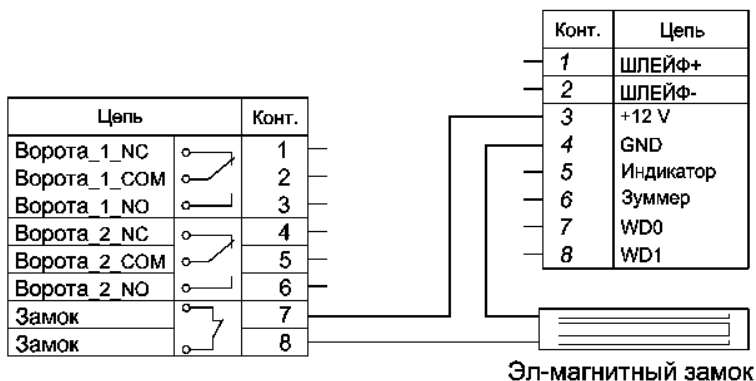 Цепь Конт.
Ворота_1_NC 1
Ворота_1_COM 2
Ворота_1_NO 3
Ворота_2_NC 4
Ворота_2_COM 5
Ворота_2_NO 6
Замок 7
Замок 8
Конт. Цепь
1 ШЛЕЙФ+
2 ШЛЕЙФ-
3 +12 V
4 GND
5 Индикатор
6 Зуммер
7 WD0
8 WD1
Эл-магнитный замок